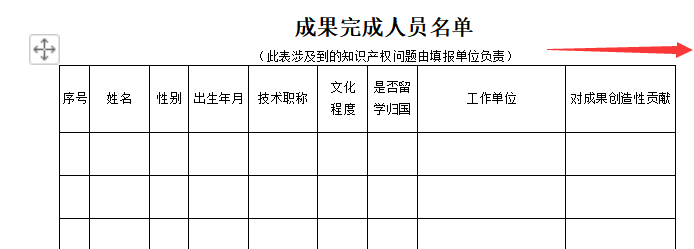 成果完成人员名单
（此表涉及到的知识产权问题由填报单位负责）
序号 姓名 性别 出生年月 技术职称 文化程度 是否留学归国 工作单位 对成果创造性贡献